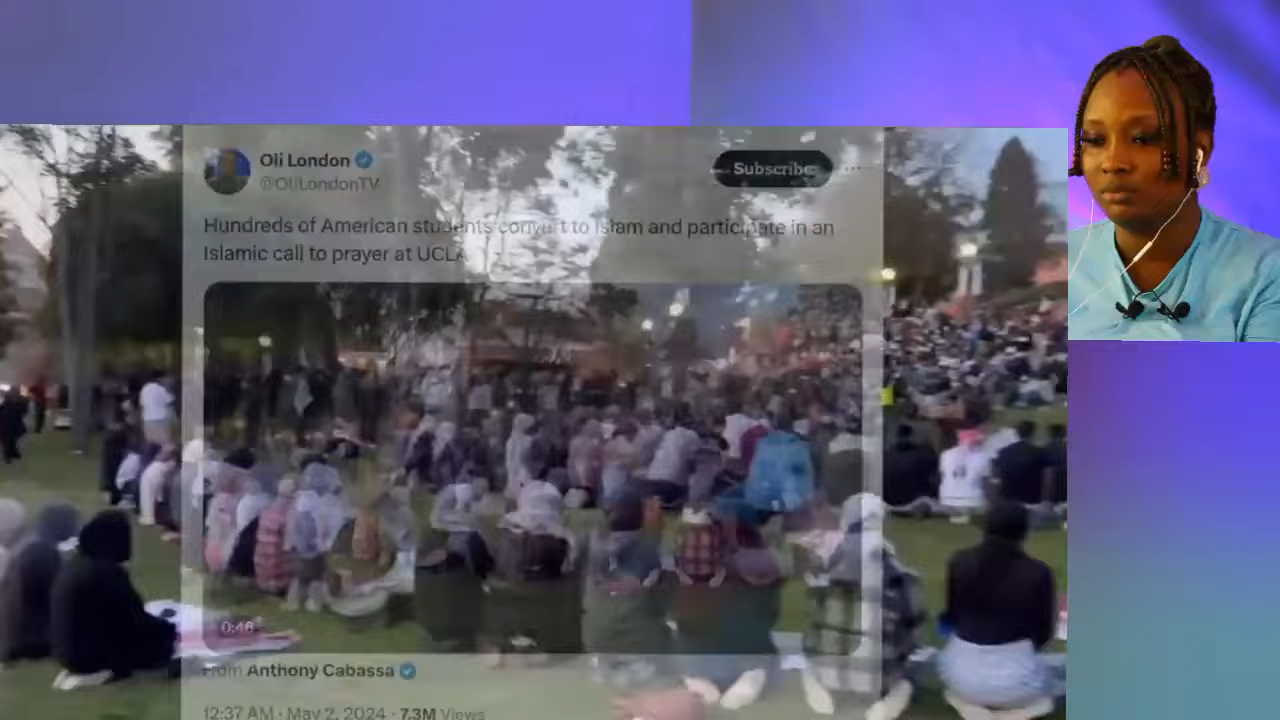 Oli London
@OliLondonTV
Subscribe
Hundreds of American students convert to Islam and participate in an
Islamic call to prayer at UCLA
0:46
From Anthony Cabassa
12:37 AM · May 2, 2024 · 7.3M Views